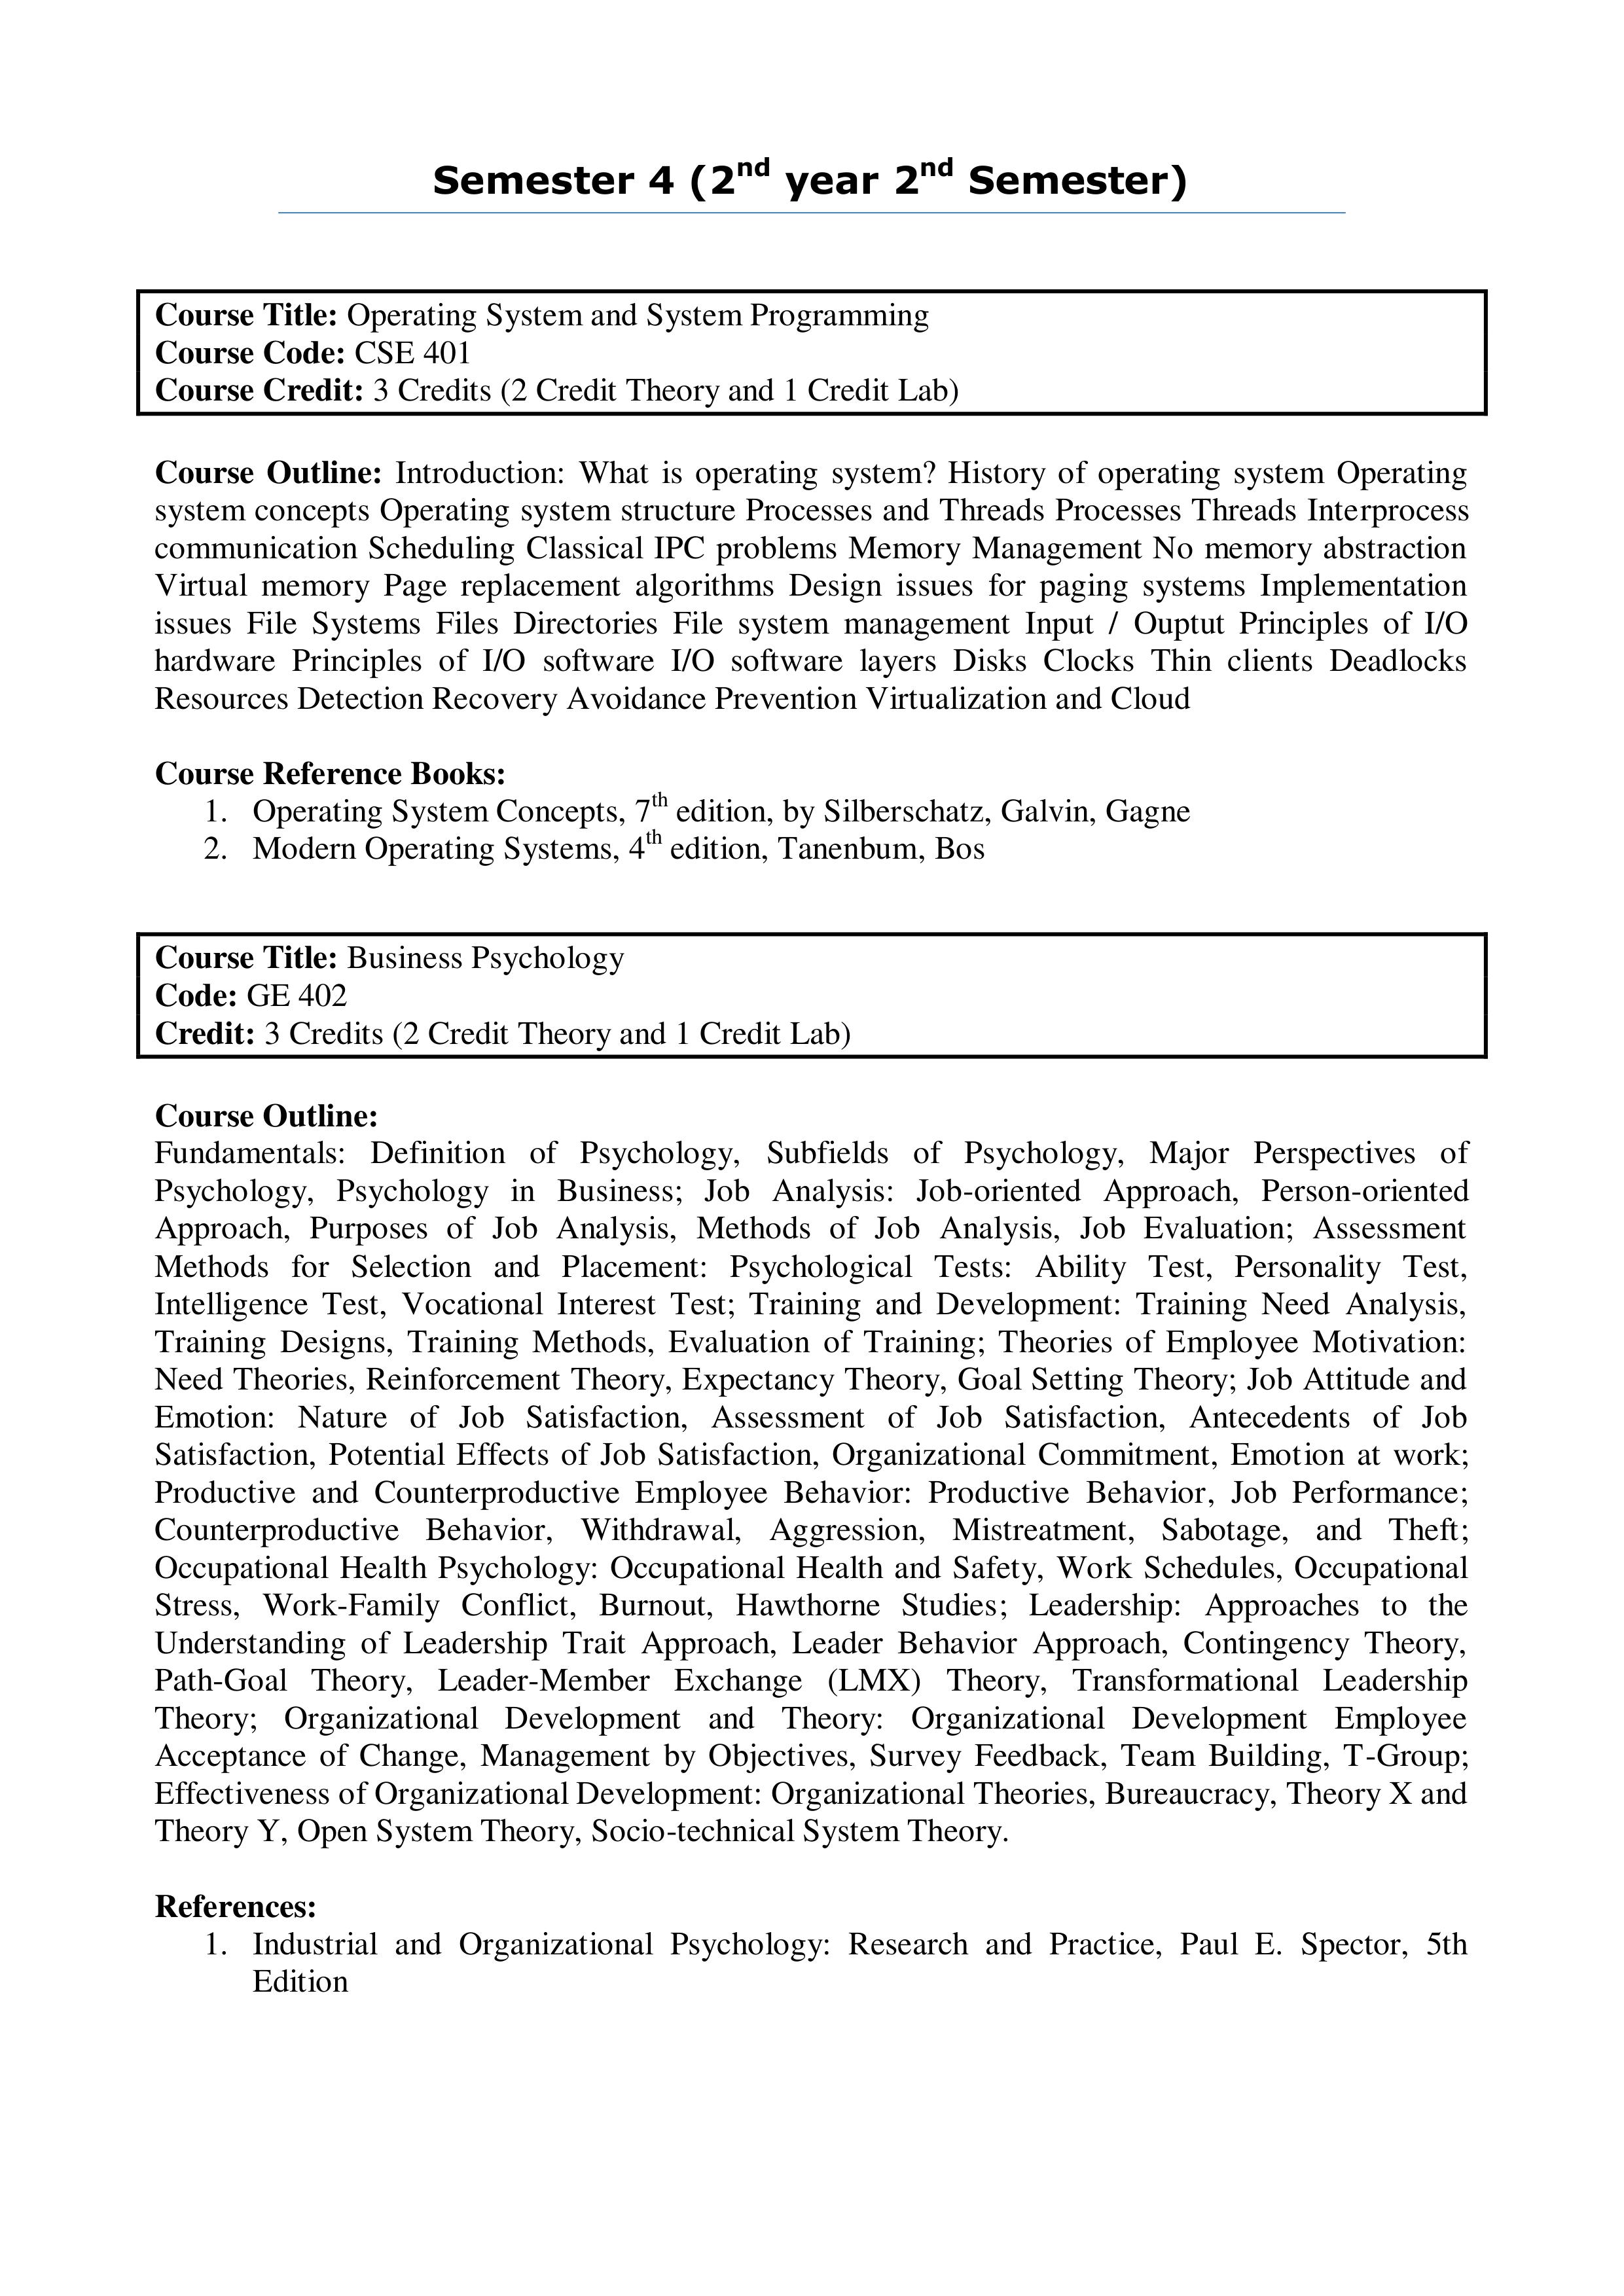 Semester 4 (2nd year 2nd Semester)
Course Title: Operating System and System Programming
Course Code: CSE 401
Course Credit: 3 Credits (2 Credit Theory and 1 Credit Lab)
Course Outline: Introduction: What is operating system? History of operating system Operating
system concepts Operating system structure Processes and Threads Processes Threads Interprocess
communication Scheduling Classical IPC problems Memory Management No memory abstraction
Virtual memory Page replacement algorithms Design issues for paging systems Implementation
issues File Systems Files Directories File system management Input / Ouptut Principles of I/O
hardware Principles of I/O software I/O software layers Disks Clocks Thin clients Deadlocks
Resources Detection Recovery Avoidance Prevention Virtualization and Cloud
Course Reference Books:
1. Operating System Concepts, 7th edition, by Silberschatz, Galvin, Gagne
2. Modern Operating Systems, 4th edition, Tanenbum, Bos
Course Title: Business Psychology
Code: GE 402
Credit: 3 Credits (2 Credit Theory and 1 Credit Lab)
Course Outline:
Fundamentals: Definition of Psychology, Subfields of Psychology, Major Perspectives of
Psychology, Psychology in Business; Job Analysis: Job-oriented Approach, Person-oriented
Approach, Purposes of Job Analysis, Methods of Job Analysis, Job Evaluation; Assessment
Methods for Selection and Placement: Psychological Tests: Ability Test, Personality Test,
Intelligence Test, Vocational Interest Test; Training and Development: Training Need Analysis,
Training Designs, Training Methods, Evaluation of Training; Theories of Employee Motivation:
Need Theories, Reinforcement Theory, Expectancy Theory, Goal Setting Theory; Job Attitude and
Emotion: Nature of Job Satisfaction, Assessment of Job Satisfaction, Antecedents of Job
Satisfaction, Potential Effects of Job Satisfaction, Organizational Commitment, Emotion at work;
Productive and Counterproductive Employee Behavior: Productive Behavior, Job Performance;
Counterproductive Behavior, Withdrawal, Aggression, Mistreatment, Sabotage, and Theft;
Occupational Health Psychology: Occupational Health and Safety, Work Schedules, Occupational
Stress, Work-Family Conflict, Burnout, Hawthorne Studies; Leadership: Approaches to the
Understanding of Leadership Trait Approach, Leader Behavior Approach, Contingency Theory,
Path-Goal Theory, Leader-Member Exchange (LMX) Theory, Transformational Leadership
Theory; Organizational Development and Theory: Organizational Development Employee
Acceptance of Change, Management by Objectives, Survey Feedback, Team Building, T-Group;
Effectiveness of Organizational Development: Organizational Theories, Bureaucracy, Theory X and
Theory Y, Open System Theory, Socio-technical System Theory.
References:
1. Industrial and Organizational Psychology: Research and Practice, Paul E. Spector, 5th
Edition